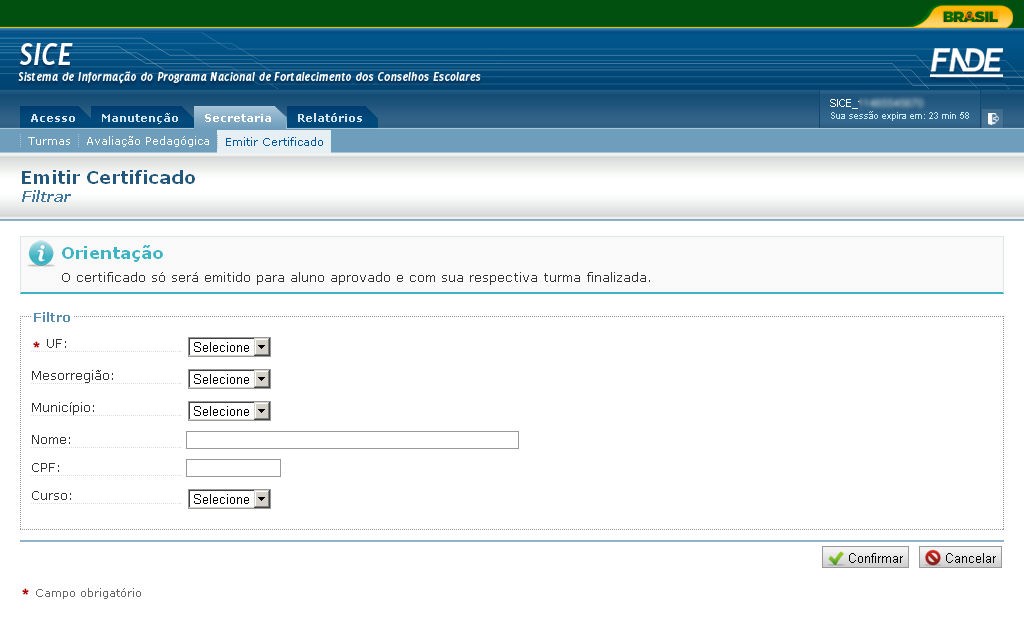 BRASIL
SICE
Sistema de Informação do Programa Nacional de Fortalecimento dos Conselhos Escolares
FNDE
Acesso Manutenção Secretaria Relatórios
SICE_
Sua sessão expira em: 23 min 58
Turmas Avaliação Pedagógica Emitir Certificado
Emitir Certificado
Filtrar
Orientação
O certificado só será emitido para aluno aprovado e com sua respectiva turma finalizada.
Filtro
* UF: Selecione
Mesorregião: Selecione
Município: Selecione
Nome:
CPF:
Curso: Selecione
Confirmar Cancelar
* Campo obrigatório